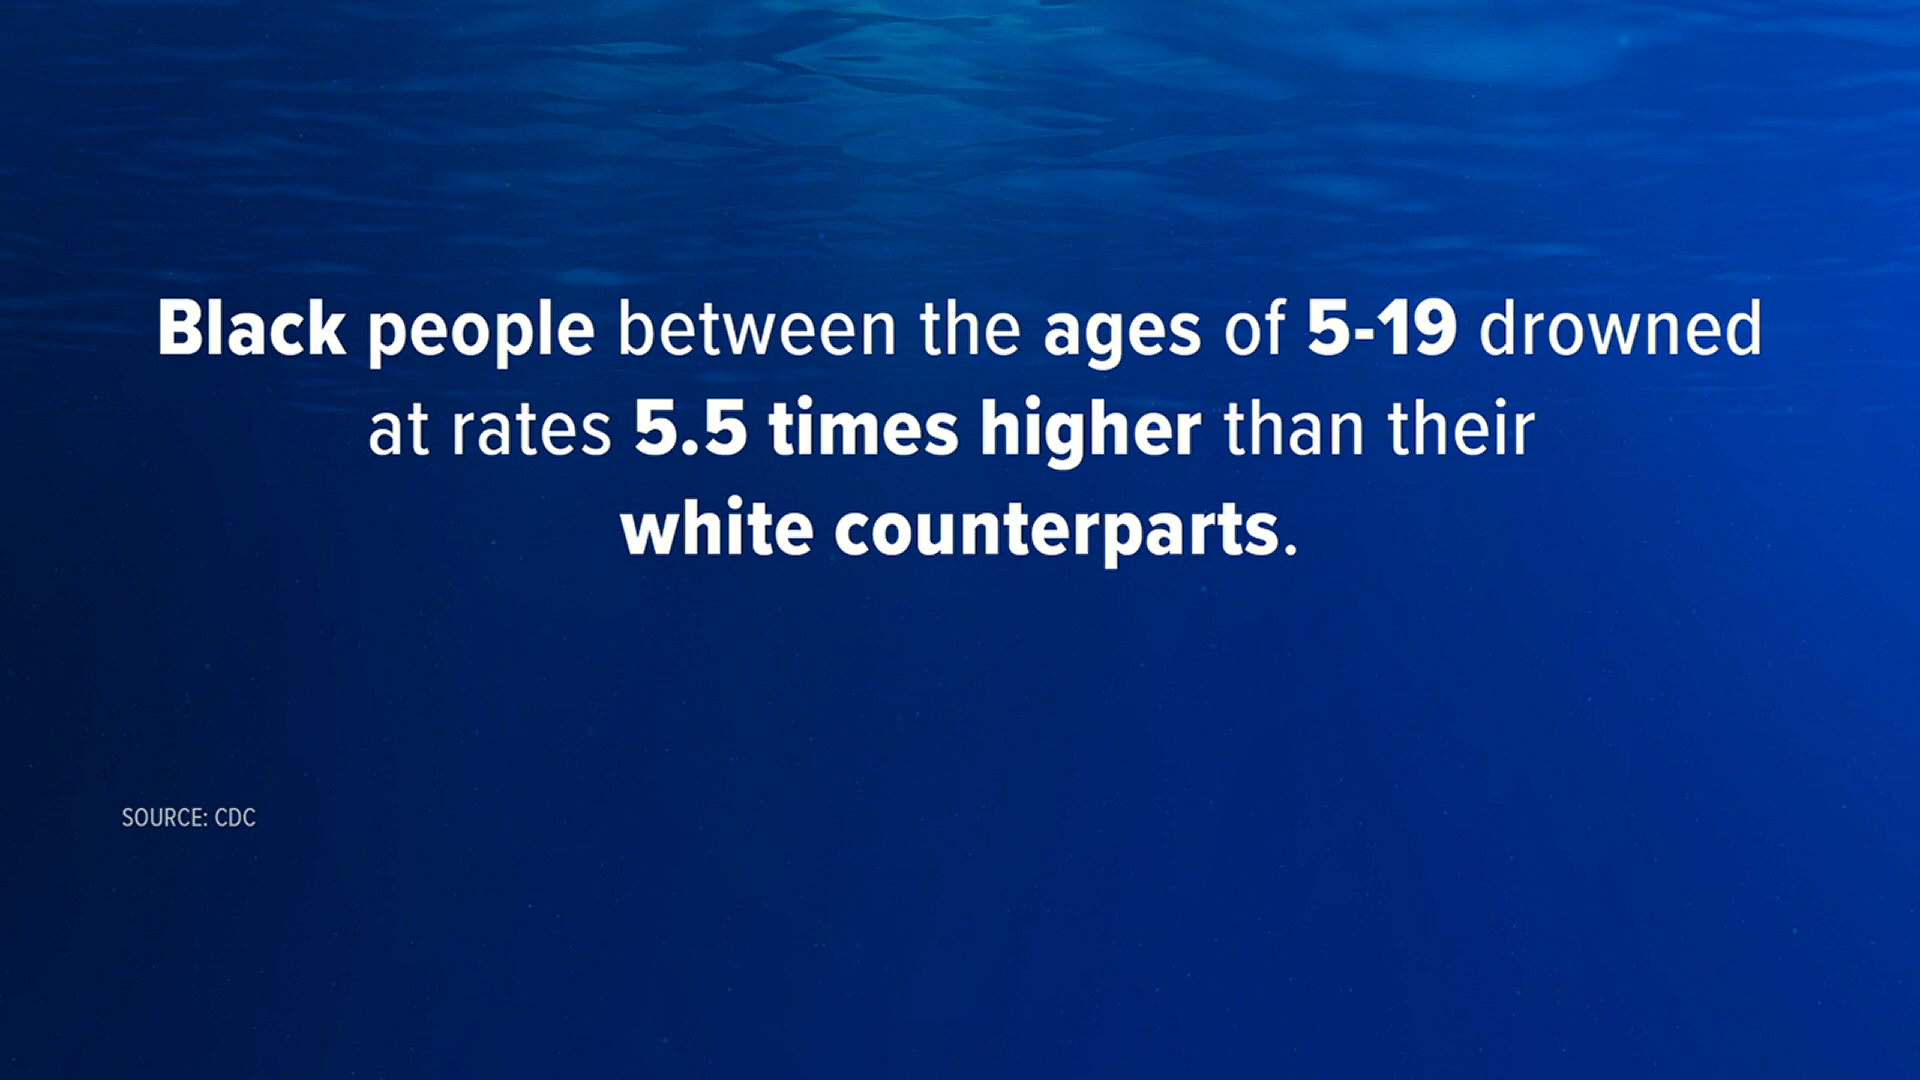 Black people between the ages of 5-19 drowned
at rates 5.5 times higher than their
white counterparts.
SOURCE: CDC